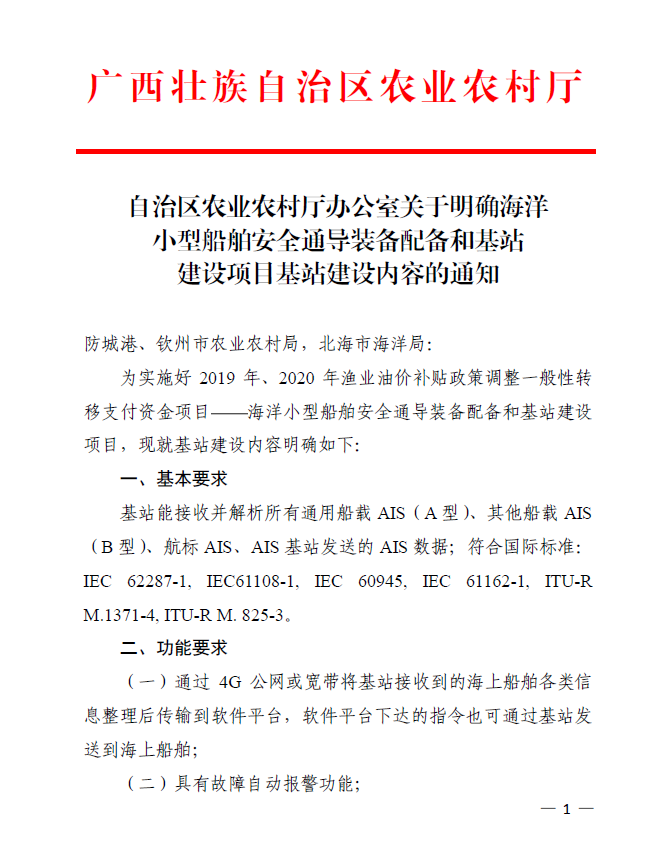 广西壮族自治区农业农村厅
自治区农业农村厅办公室关于明确海洋
小型船舶安全通导装备配备和基站
建设项目基站建设内容的通知
防城港、钦州市农业农村局，北海市海洋局：
为实施好 2019 年、2020 年渔业油价补贴政策调整一般性转
移支付资金项目——海洋小型船舶安全通导装备配备和基站建设
项目，现就基站建设内容明确如下：
一、基本要求
基站能接收并解析所有通用船载 AIS（A 型）、其他船载 AIS
（B 型）、航标 AIS、AIS 基站发送的 AIS 数据；符合国际标准：
IEC 62287-1, IEC61108-1, IEC 60945, IEC 61162-1, ITU-R
M.1371-4, ITU-R M. 825-3。
二、功能要求
（一）通过 4G 公网或宽带将基站接收到的海上船舶各类信
息整理后传输到软件平台，软件平台下达的指令也可通过基站发
送到海上船舶；
（二）具有故障自动报警功能；
— 1 —